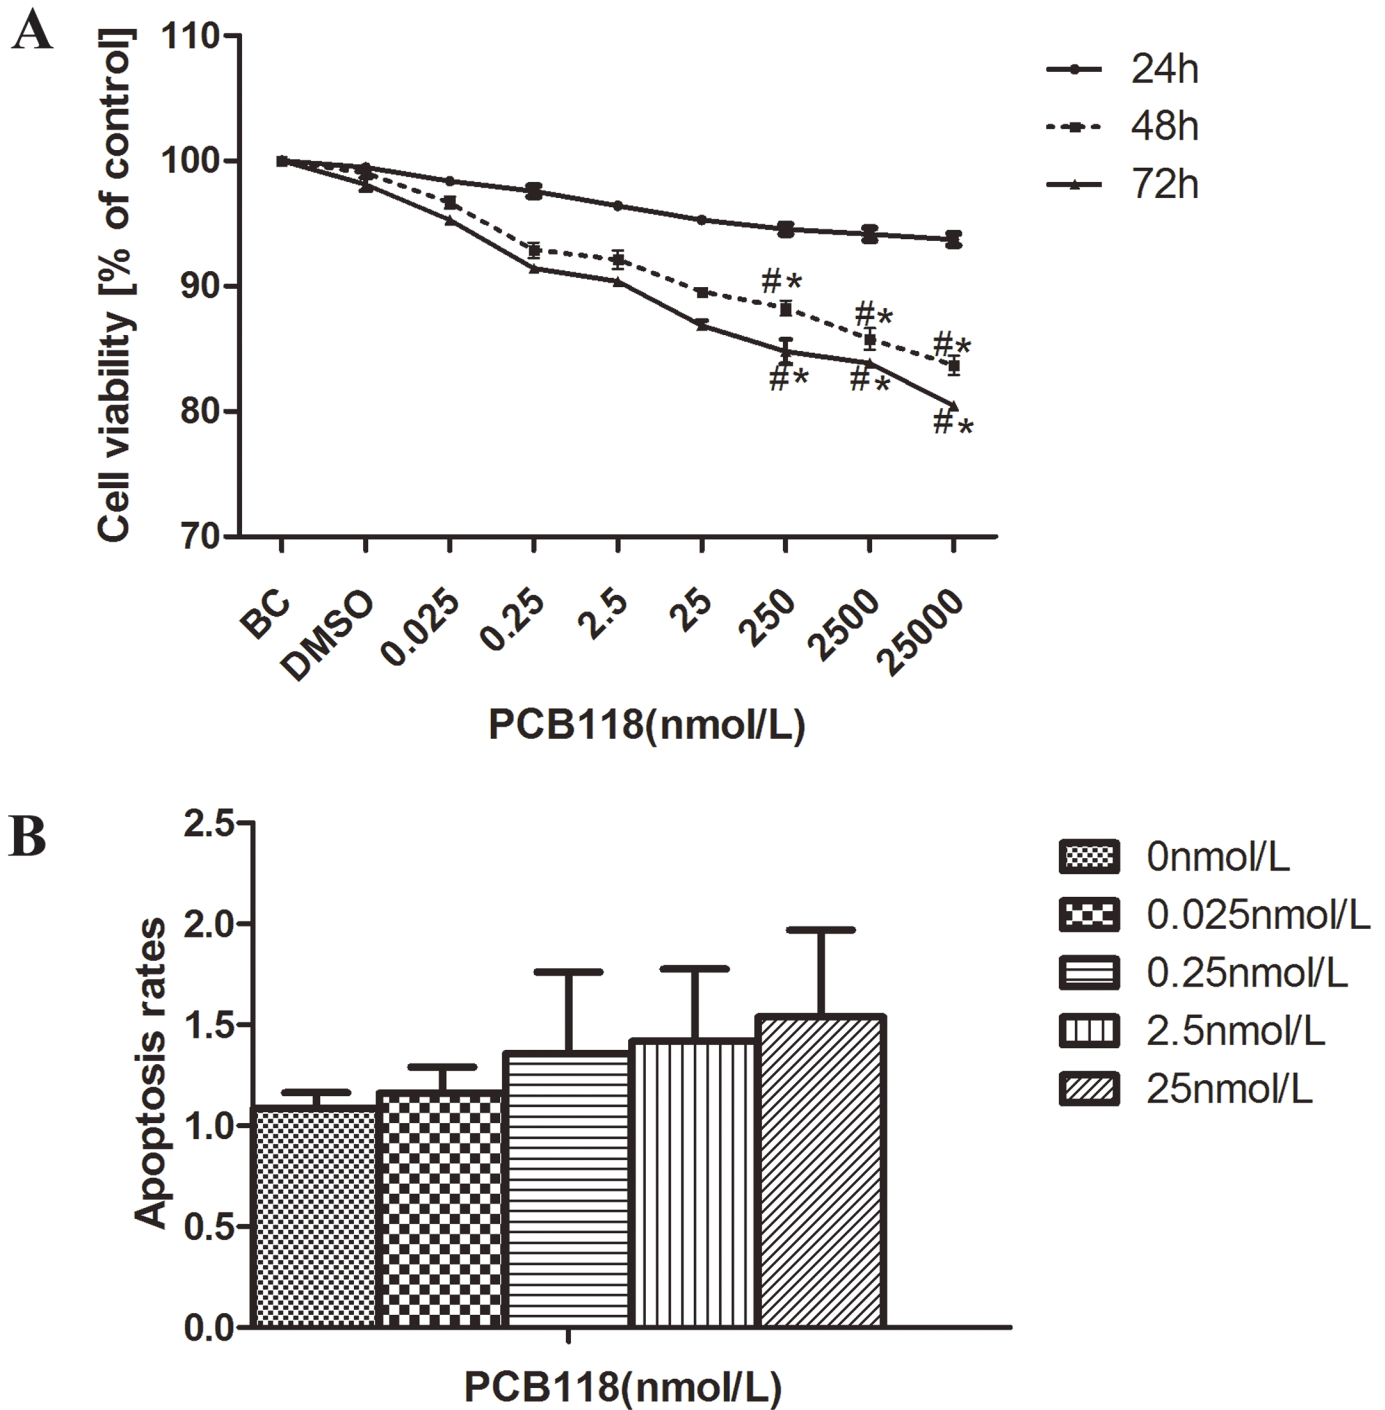 A
110
100
90
80
70
Cell viability [% of control]
24h
48h
72h
#*
#*
#*
#*
#*
#*
BC
DMSO
0.025
0.25
2.5
25
250
2500
25000
PCB118(nmol/L)
B
2.5
2.0
1.5
1.0
0.5
0.0
Apoptosis rates
0nmol/L
0.025nmol/L
0.25nmol/L
2.5nmol/L
25nmol/L
PCB118(nmol/L)